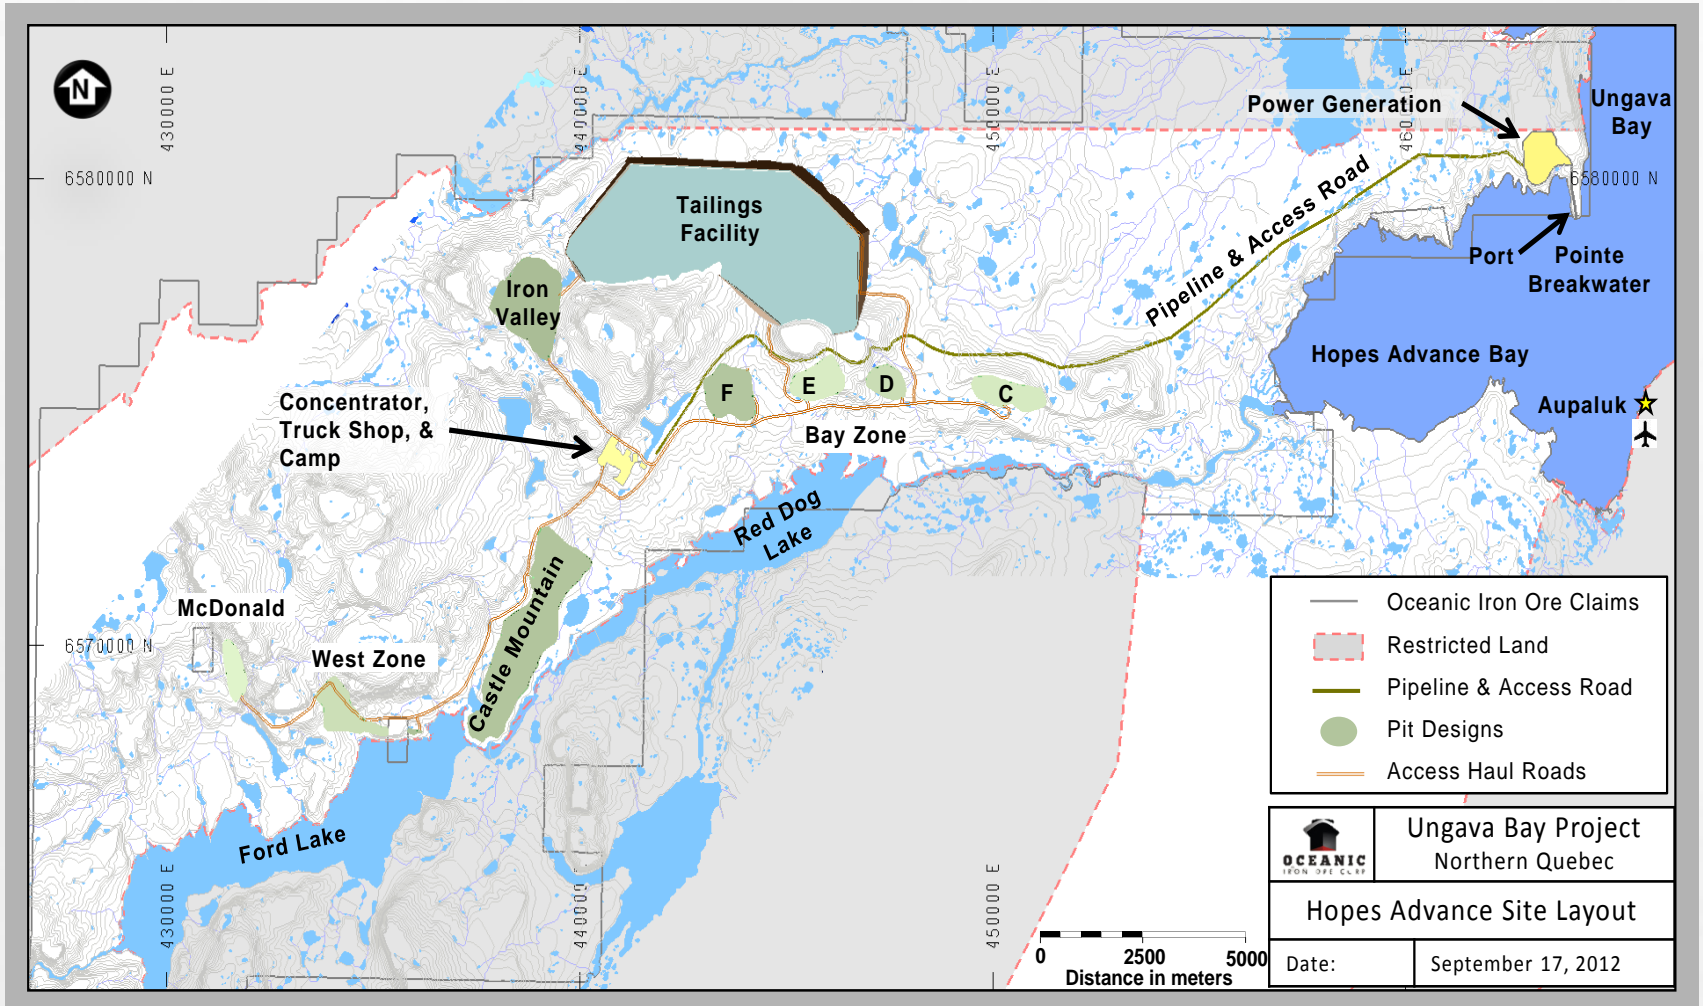 N
430000 E
440000 E
450000 E
460000 E
6580000 N
Power Generation
Ungava
Bay
6580000 N
Tailings
Facility
Pipeline & Access Road
Port
Pointe
Breakwater
Iron
Valley
Hopes Advance Bay
Concentrator,
Truck Shop, &
Camp
F
E
D
C
Aupaluk
Bay Zone
Red Dog
Lake
McDonald
6570000 N
West Zone
Castle Mountain
Ford Lake
430000 E
440000
450000 E
Oceanic Iron Ore Claims
Restricted Land
Pipeline & Access Road
Pit Designs
Access Haul Roads
0
2500
5000
Distance in meters
OCEANIC
IRON ORE CORP
Ungava Bay Project
Northern Quebec
Hopes Advance Site Layout
Date:
September 17, 2012